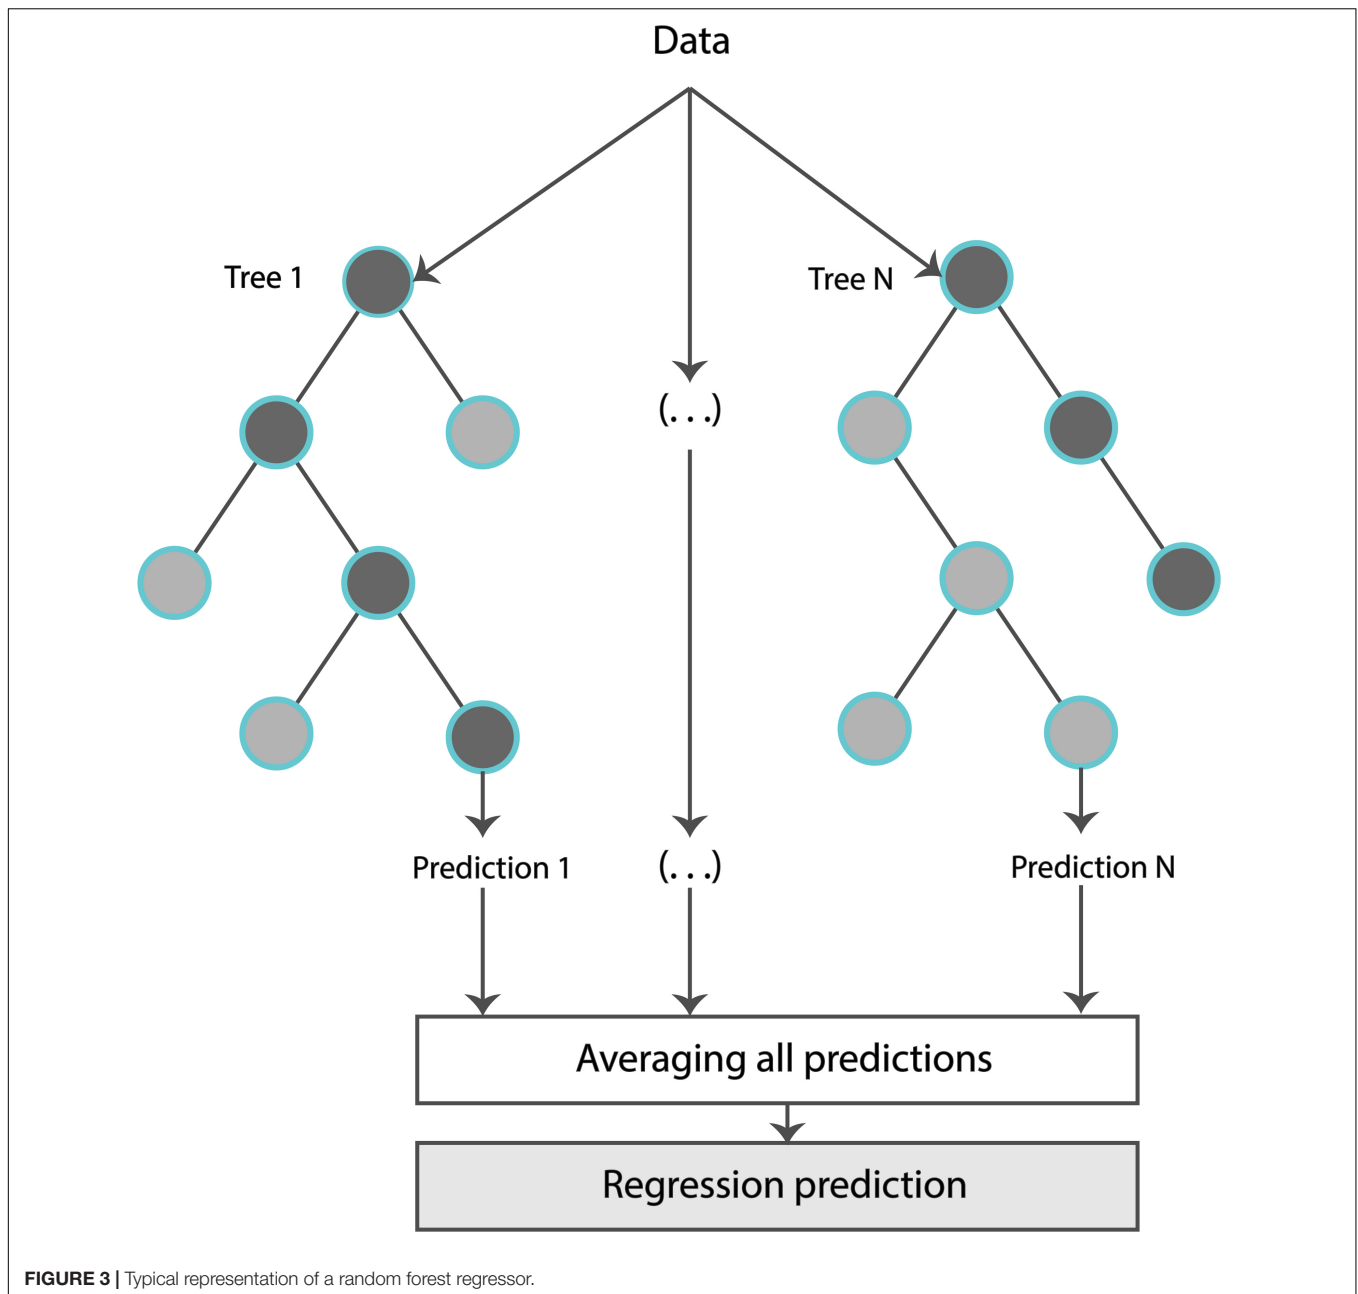 Data
Tree 1
Tree N
(. . .)
Prediction 1
(. . .)
Prediction N
Averaging all predictions
Regression prediction
FIGURE 3 | Typical representation of a random forest regressor.